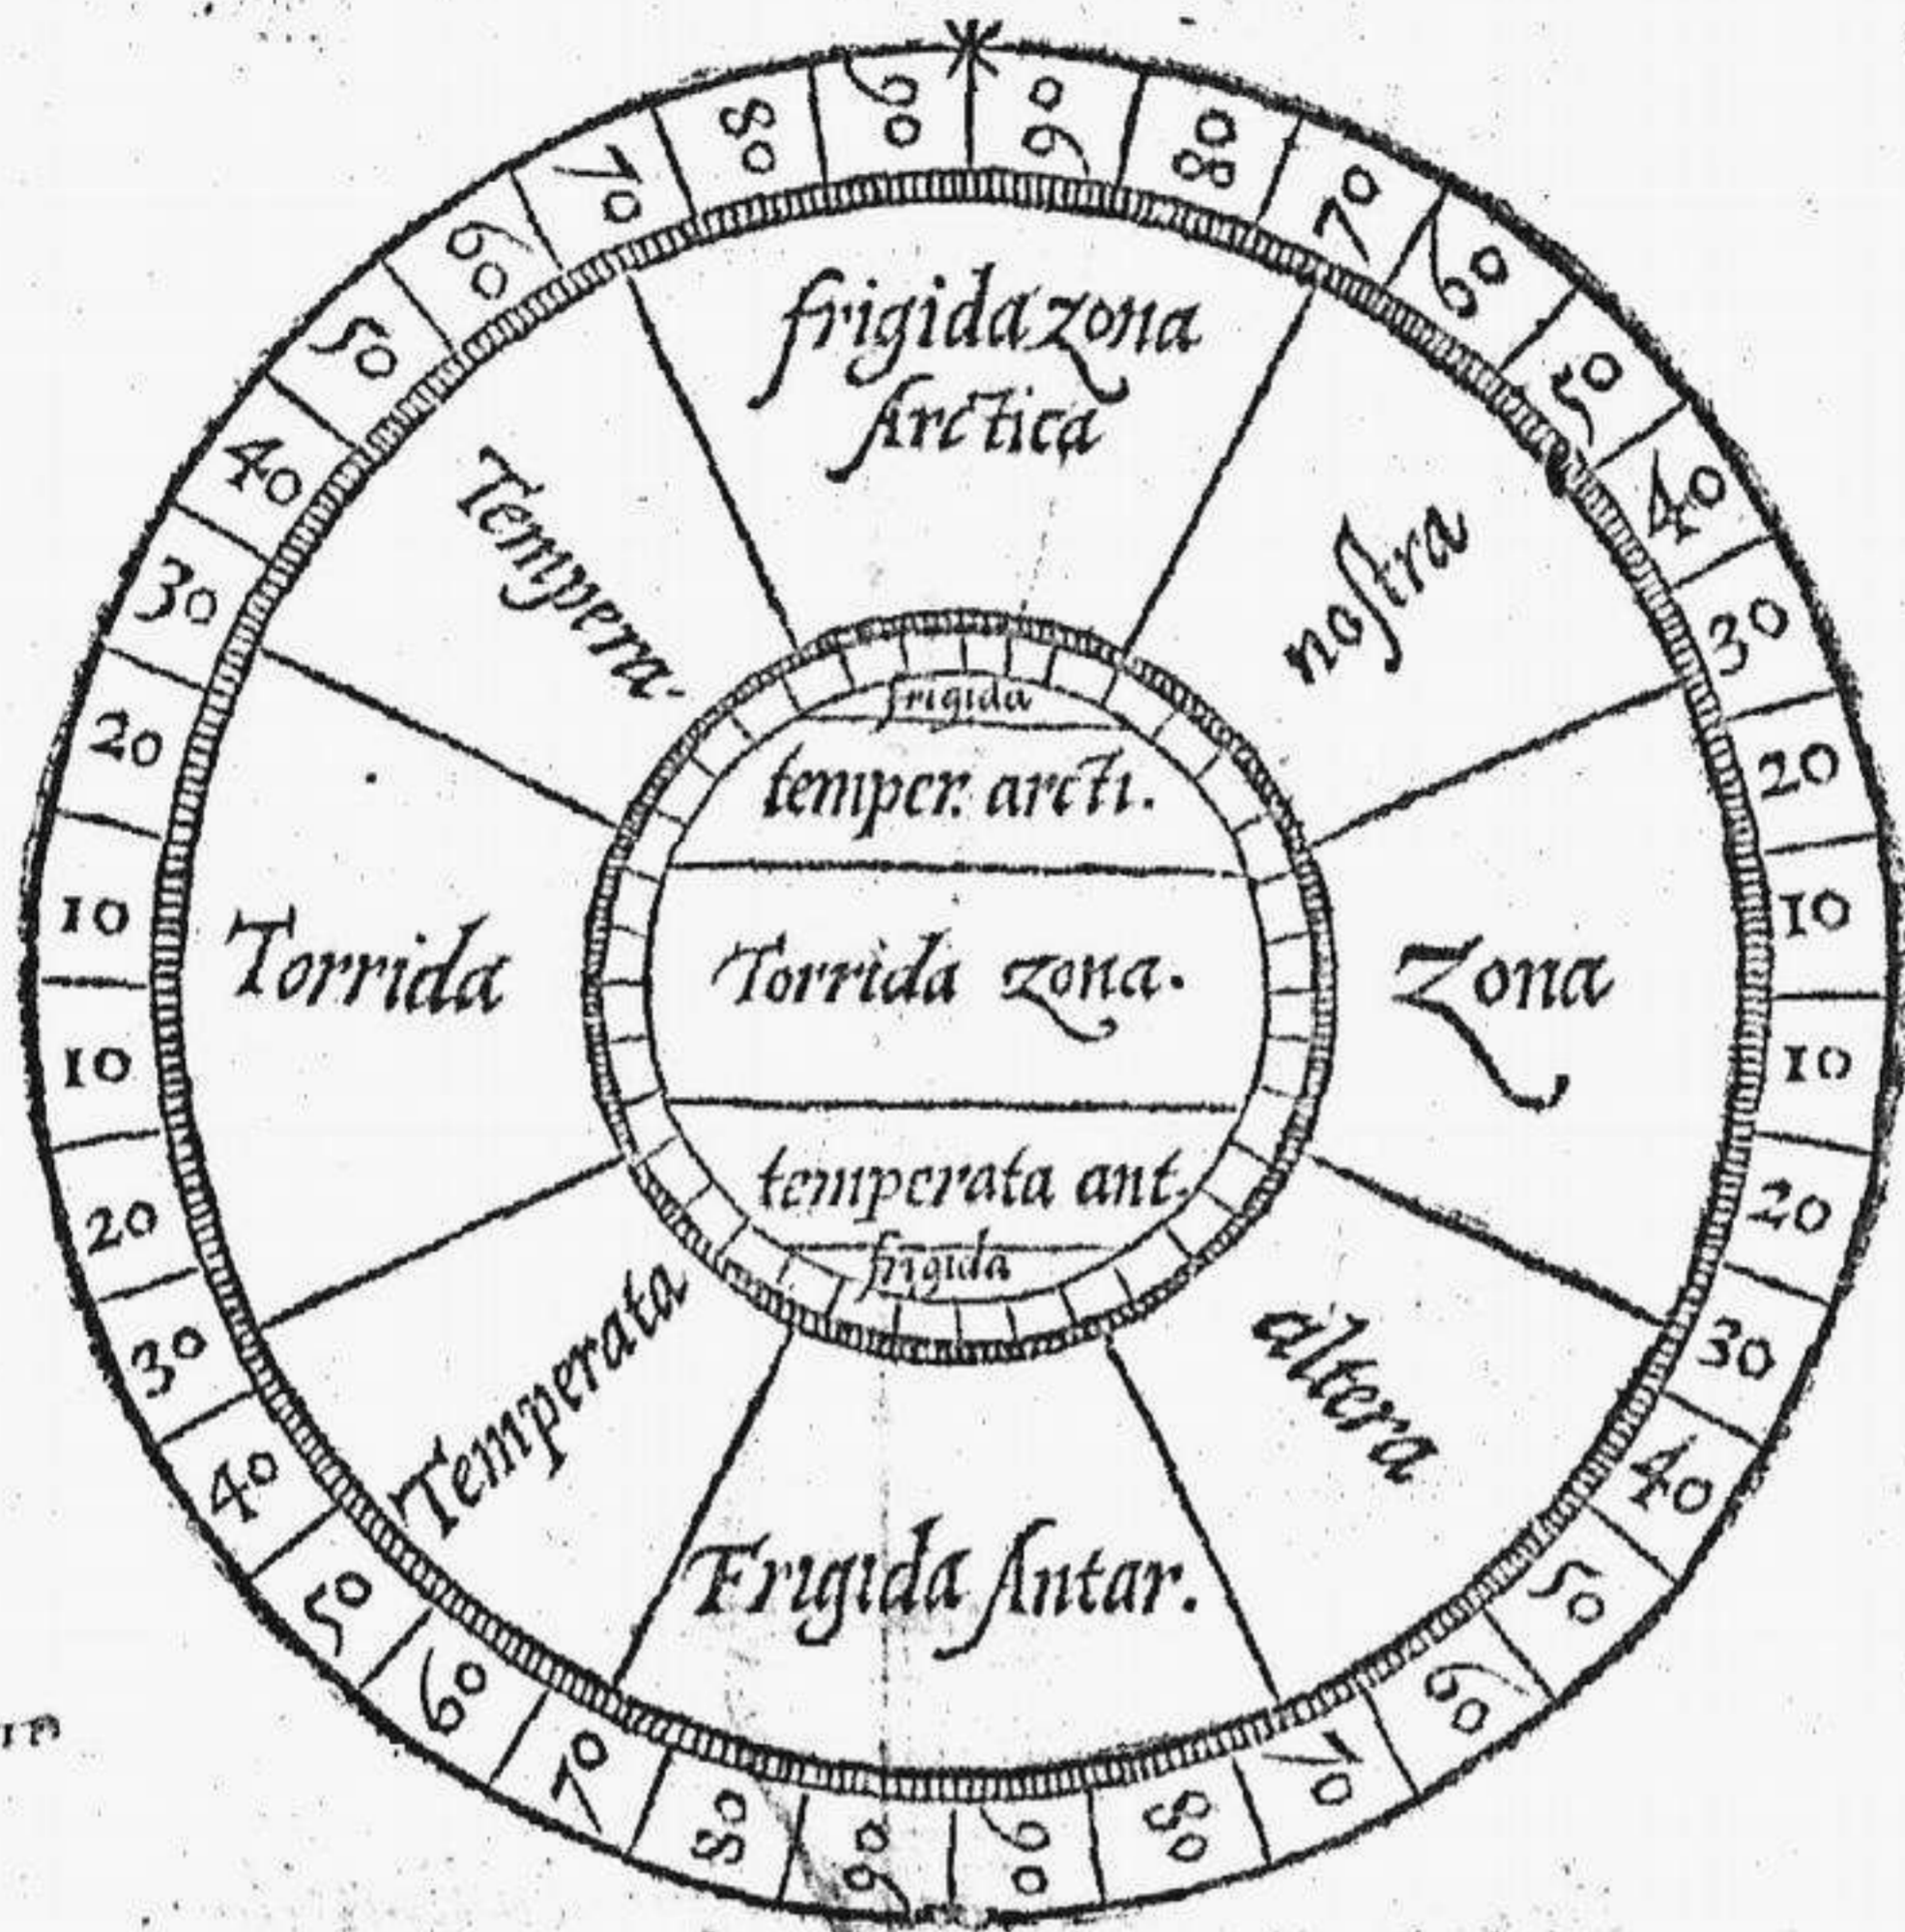 90 90
80 80
70 70
60 60
50 50
40 40
30 30
20 20
10 10
10 10
20 20
30 30
40 40
50 50
60 60
70 70
80 80
90 90
frigida zona
Arctica
Tempera. noſtra
Torrida Zona
Temperata altera
Frigida Antar.
frigida
temper. arcti.
Torrida zona.
temperata ant.
frigida